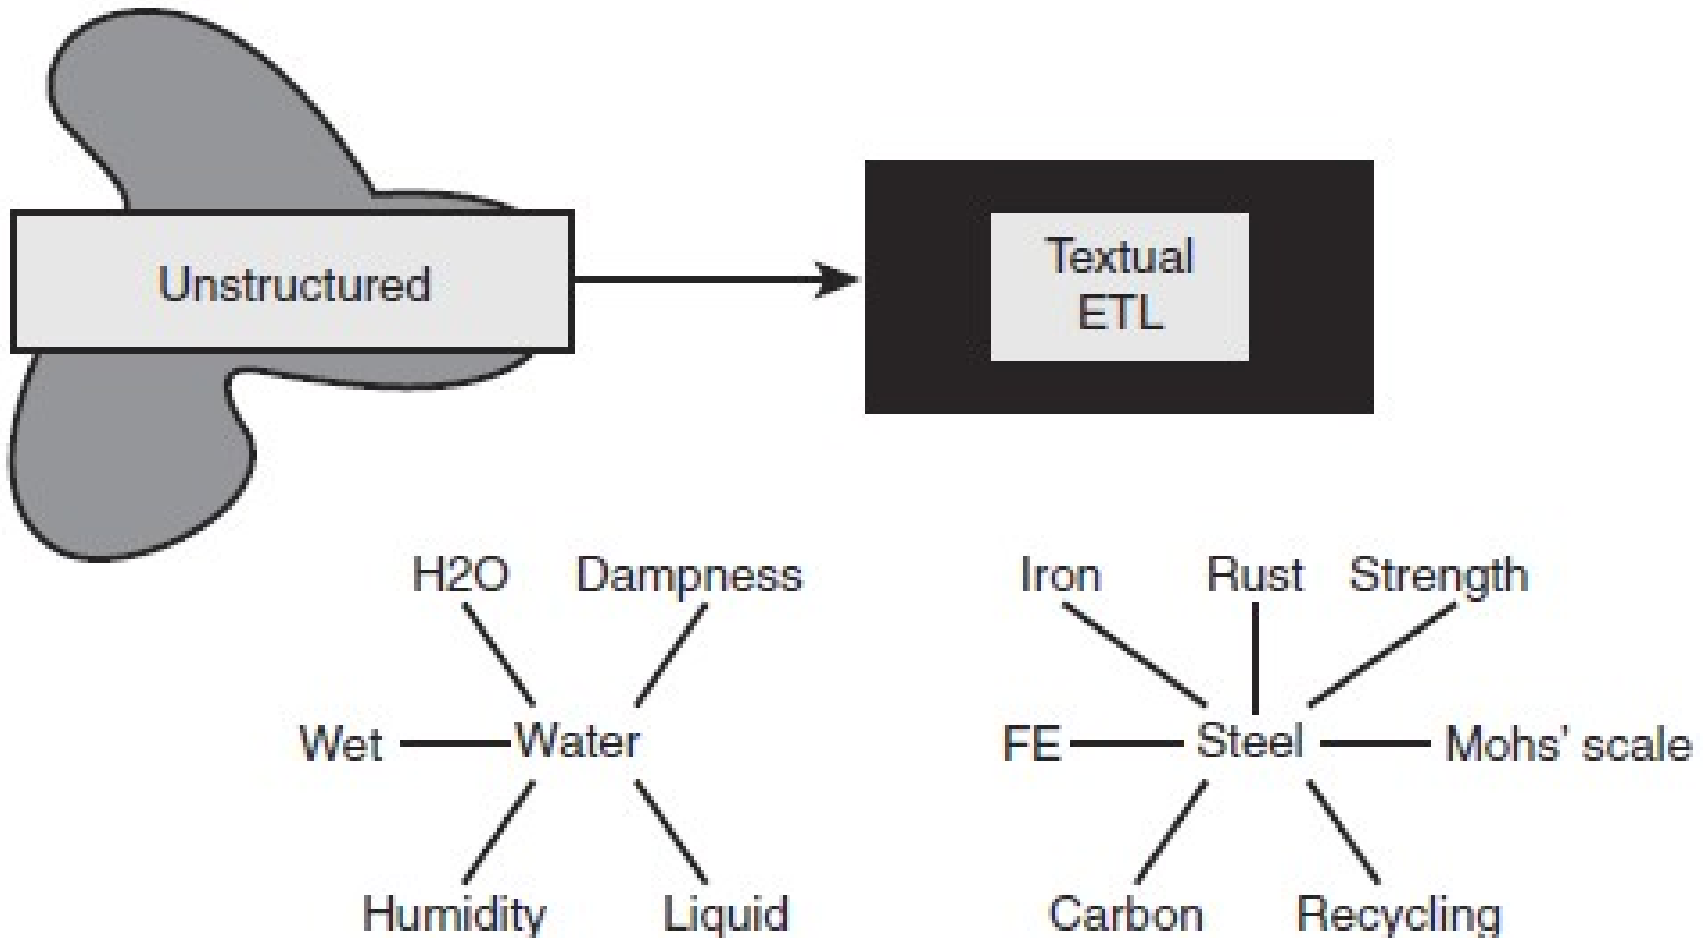 Unstructured
Textual
ETL
H2O Dampness
Wet Water
Humidity Liquid
Iron Rust Strength
FE Steel Mohs' scale
Carbon Recycling